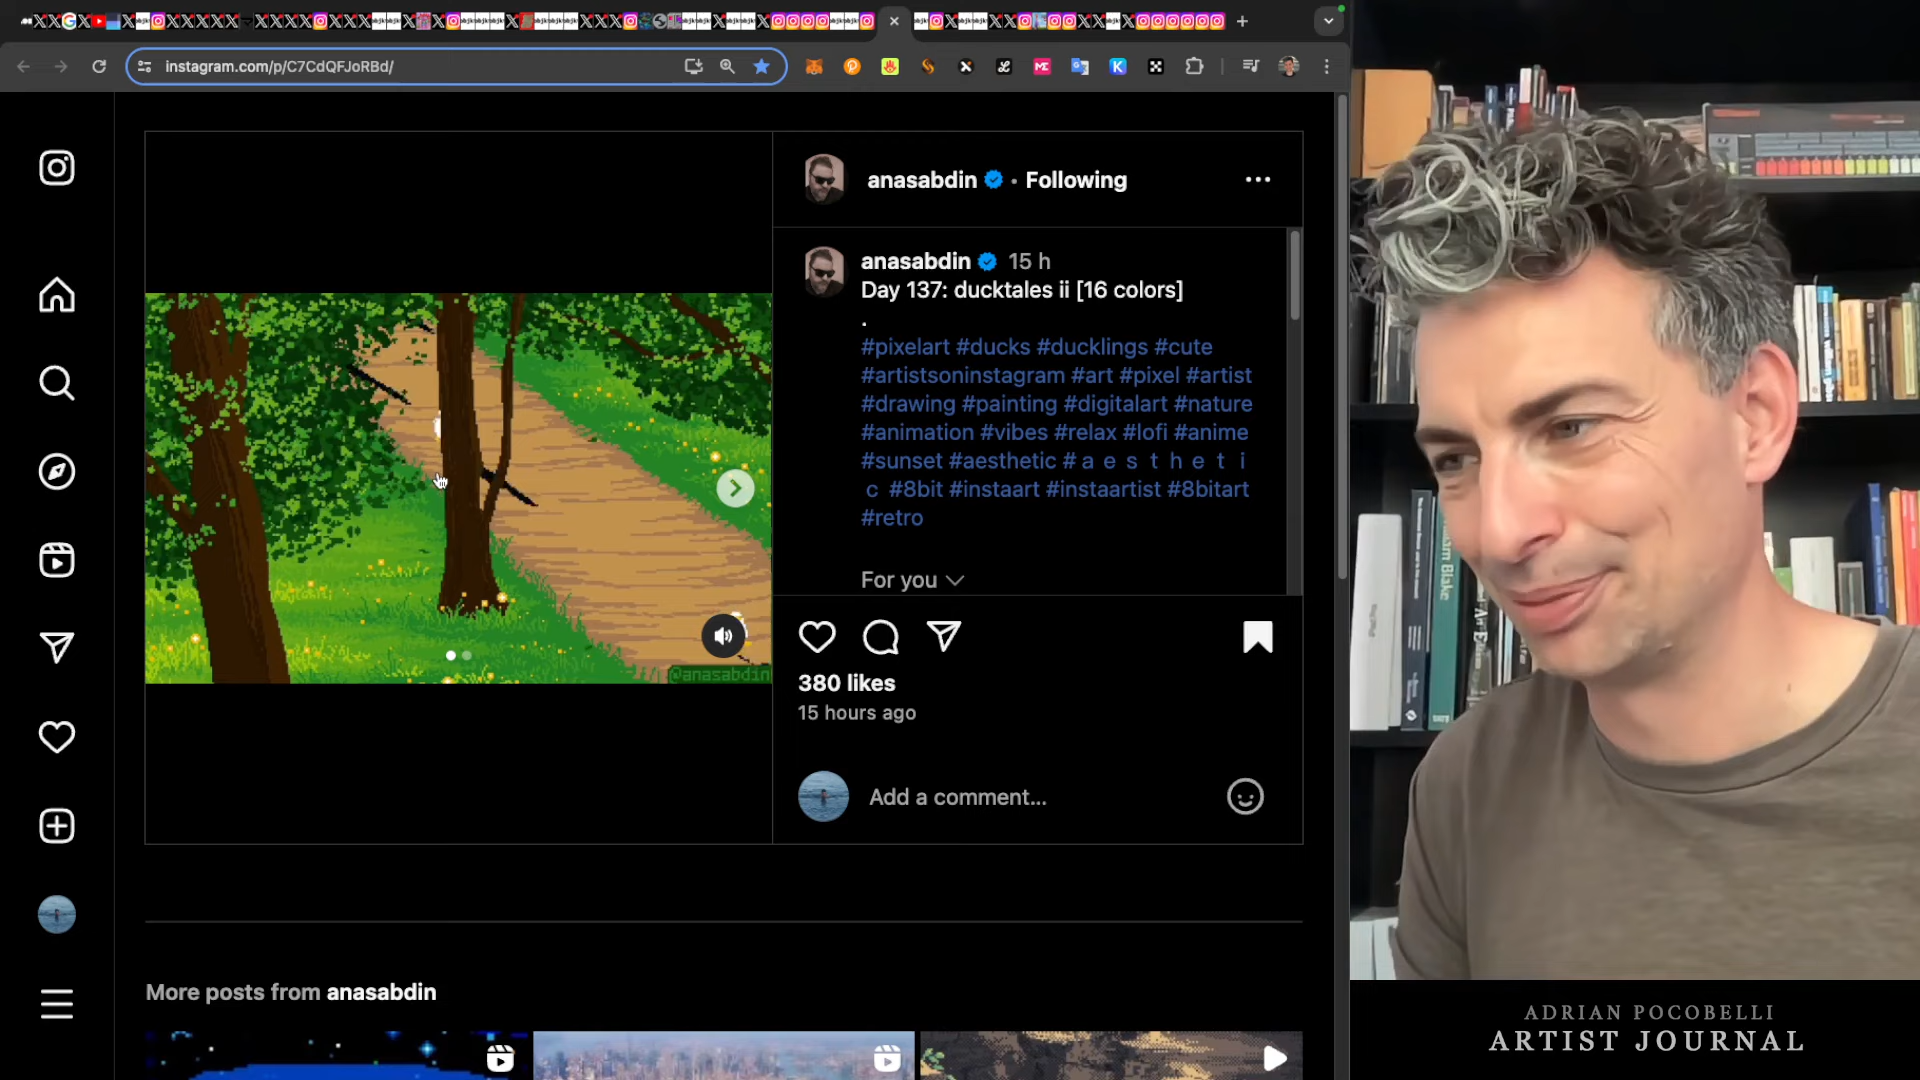 instagram.com/p/C7CdQFJoRBd/
anasabdin • Following
anasabdin 15 h
Day 137: ducktales ii [16 colors]
.
#pixelart #ducks #ducklings #cute
#artistsoninstagram #art #pixel #artist
#drawing #painting #digitalart #nature
#animation #vibes #relax #lofi #anime
#sunset #aesthetic #ａｅｓｔｈｅｔｉ
ｃ #8bit #instaart #instaartist #8bitart
#retro
For you
@anasabdin
380 likes
15 hours ago
Add a comment...
More posts from anasabdin
ADRIAN POCOBELLI
ARTIST JOURNAL